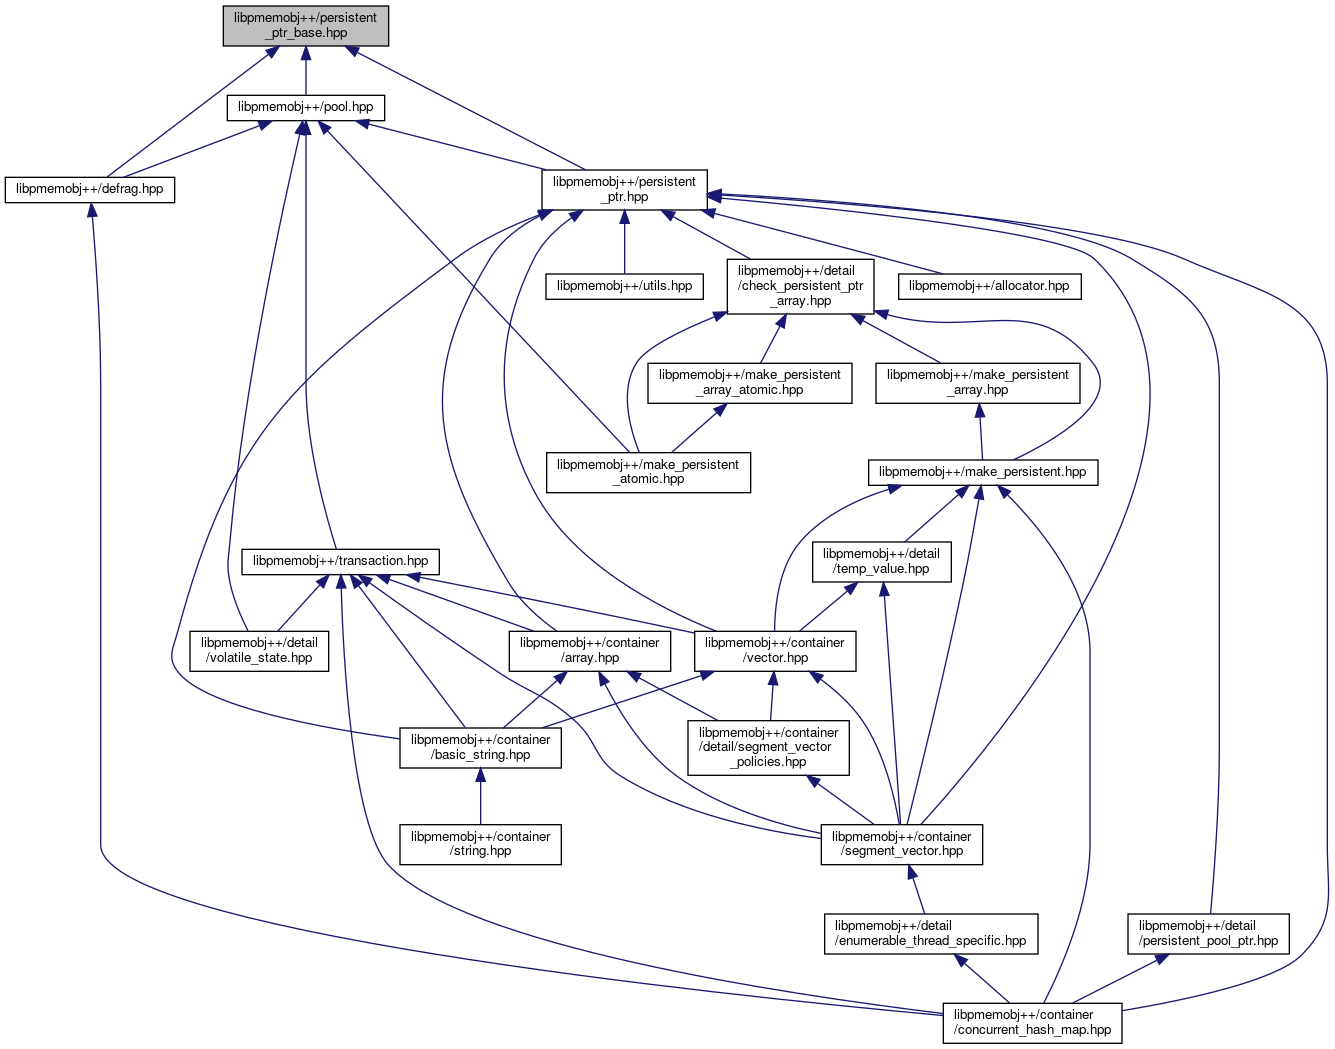 libpmemobj++/persistent
_ptr_base.hpp
libpmemobj++/pool.hpp
libpmemobj++/defrag.hpp
libpmemobj++/persistent
_ptr.hpp
libpmemobj++/utils.hpp
libpmemobj++/detail
/check_persistent_ptr
_array.hpp
libpmemobj++/allocator.hpp
libpmemobj++/make_persistent
_array_atomic.hpp
libpmemobj++/make_persistent
_array.hpp
libpmemobj++/make_persistent
_atomic.hpp
libpmemobj++/make_persistent.hpp
libpmemobj++/transaction.hpp
libpmemobj++/detail
/temp_value.hpp
libpmemobj++/detail
/volatile_state.hpp
libpmemobj++/container
/array.hpp
libpmemobj++/container
/vector.hpp
libpmemobj++/container
/basic_string.hpp
libpmemobj++/container
/detail/segment_vector
_policies.hpp
libpmemobj++/container
/string.hpp
libpmemobj++/container
/segment_vector.hpp
libpmemobj++/detail
/enumerable_thread_specific.hpp
libpmemobj++/detail
/persistent_pool_ptr.hpp
libpmemobj++/container
/concurrent_hash_map.hpp